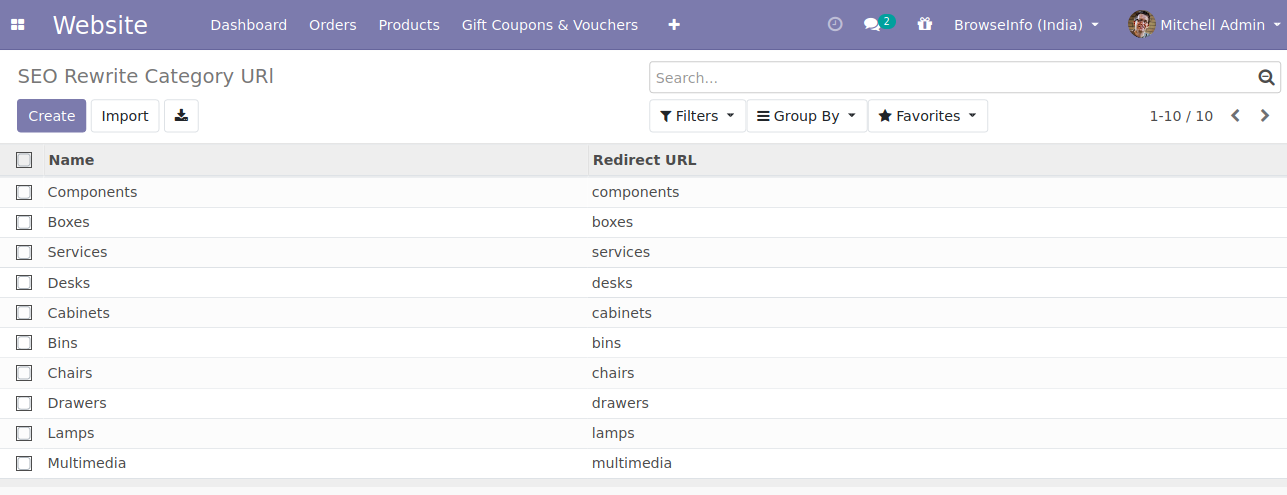 Website Dashboard Orders Products Gift Coupons & Vouchers 2 BrowseInfo (India) Mitchell Admin
SEO Rewrite Category URl Search...
Create Import Filters Group By Favorites 1-10 / 10
Name Redirect URL
Components components
Boxes boxes
Services services
Desks desks
Cabinets cabinets
Bins bins
Chairs chairs
Drawers drawers
Lamps lamps
Multimedia multimedia